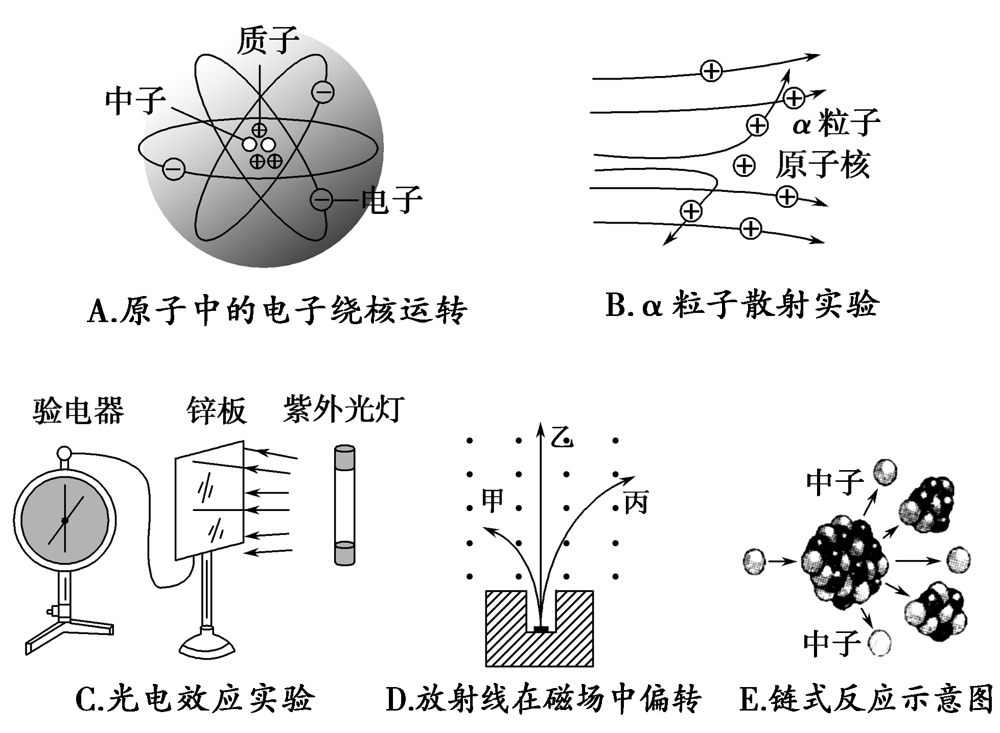 质子
中子
电子
A.原子中的电子绕核运转
α粒子
原子核
B.α粒子散射实验
验电器 锌板 紫外光灯
C.光电效应实验
乙
甲
丙
D.放射线在磁场中偏转
中子
中子
E.链式反应示意图